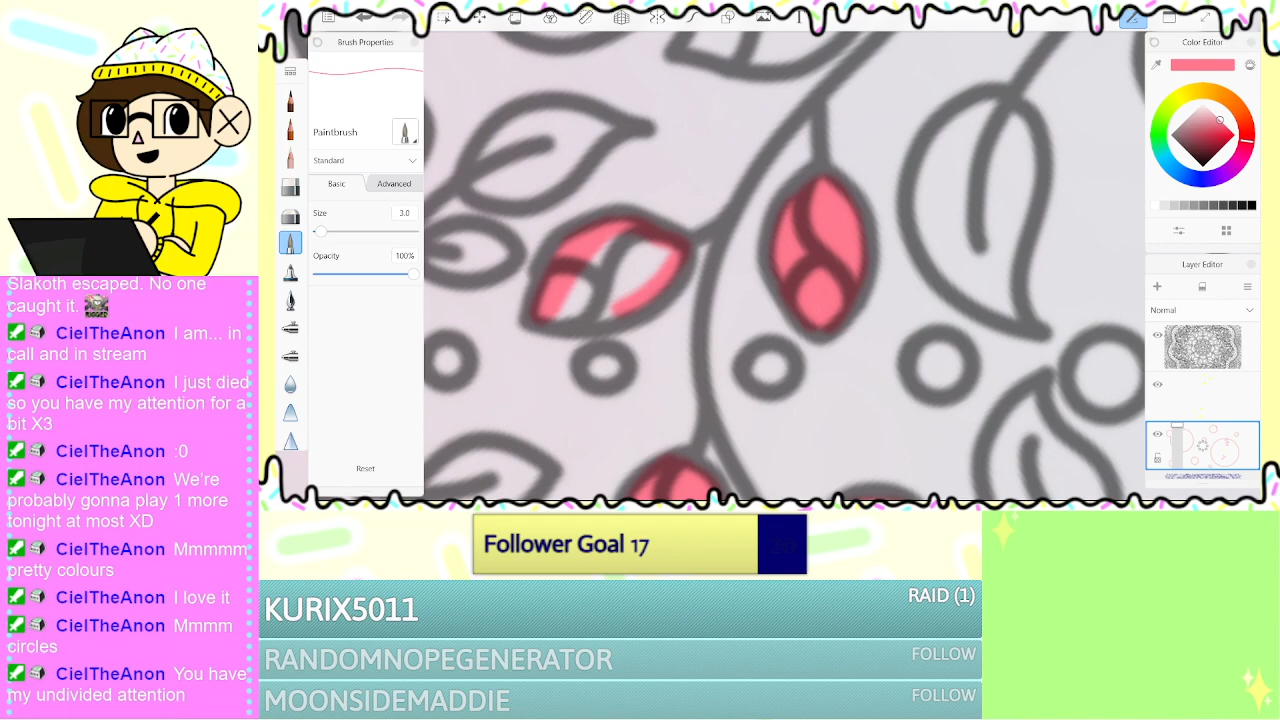 Brush Properties
Paintbrush
Standard
Basic
Advanced
Size
3.0
Opacity
100%
Reset
Color Editor
Layer Editor
Normal
Slakoth escaped. No one
caught it.
CielTheAnon I am... in
call and in stream
CielTheAnon I just died
so you have my attention for a
bit X3
CielTheAnon :0
CielTheAnon We're
probably gonna play 1 more
tonight at most XD
CielTheAnon Mmmmm
pretty colours
CielTheAnon I love it
CielTheAnon Mmmm
circles
CielTheAnon You have
my undivided attention
Follower Goal 17
KURIX5011
RAID (1)
RANDOMNOPEGENERATOR
FOLLOW
MOONSIDEMADDIE
FOLLOW